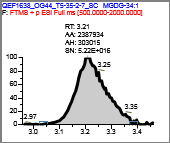 QEF1638_OG44_T5-35-2-7_SC MGDG-34:1
F: FTMS + p ESI Full ms [500.0000-2000.0000]
RT: 3.21
AA: 2387934
AH: 303015
SN: 5.22E+016
100
80
60
40
20
0
3.25
3.35
2.97
3.0 3.1 3.2 3.3 3.4